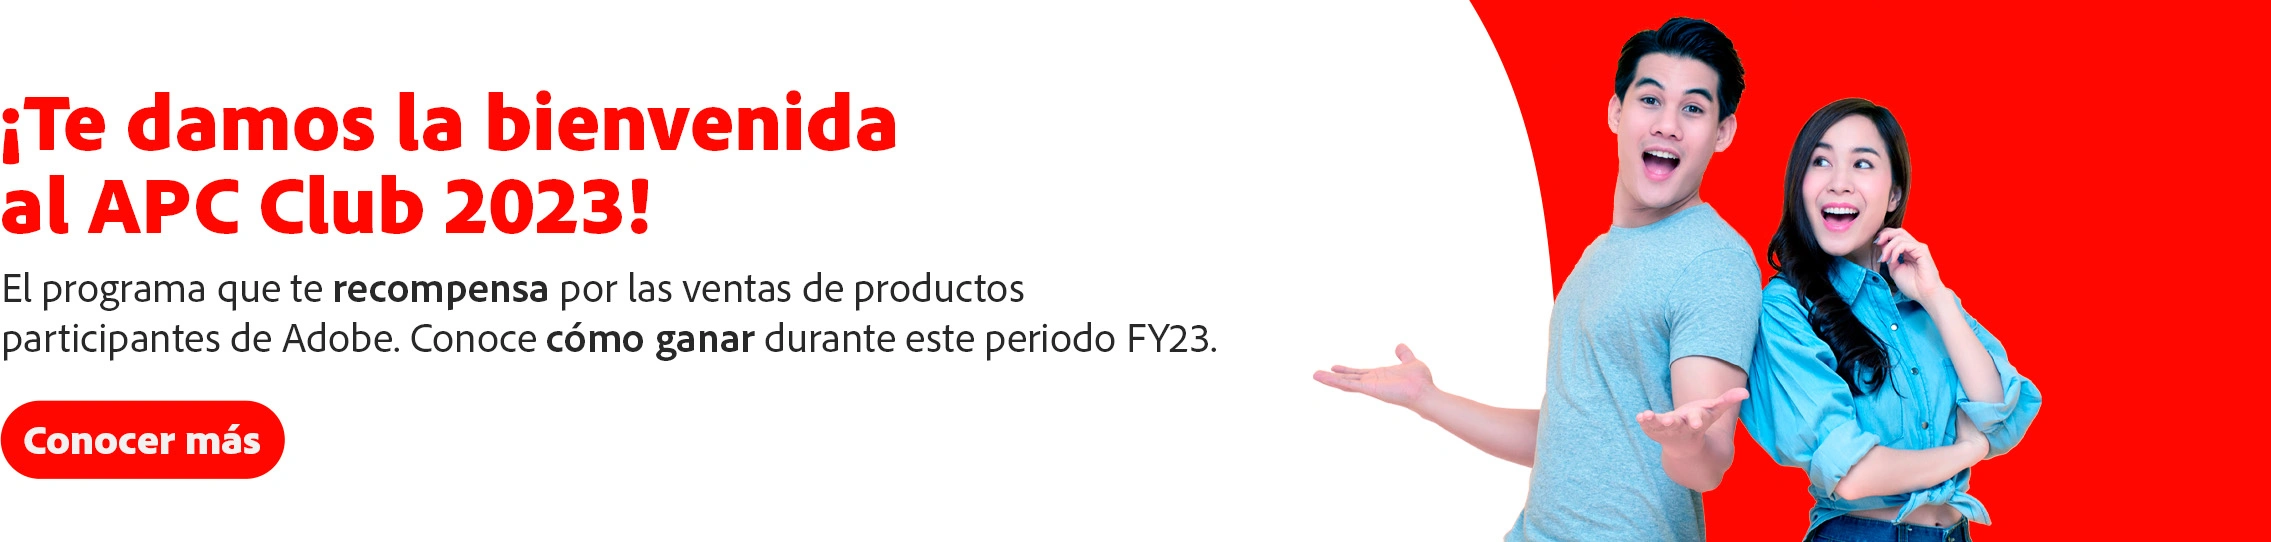 ¡Te damos la bienvenida
al APC Club 2023!
El programa que te recompensa por las ventas de productos
participantes de Adobe. Conoce cómo ganar durante este periodo FY23.
Conocer más